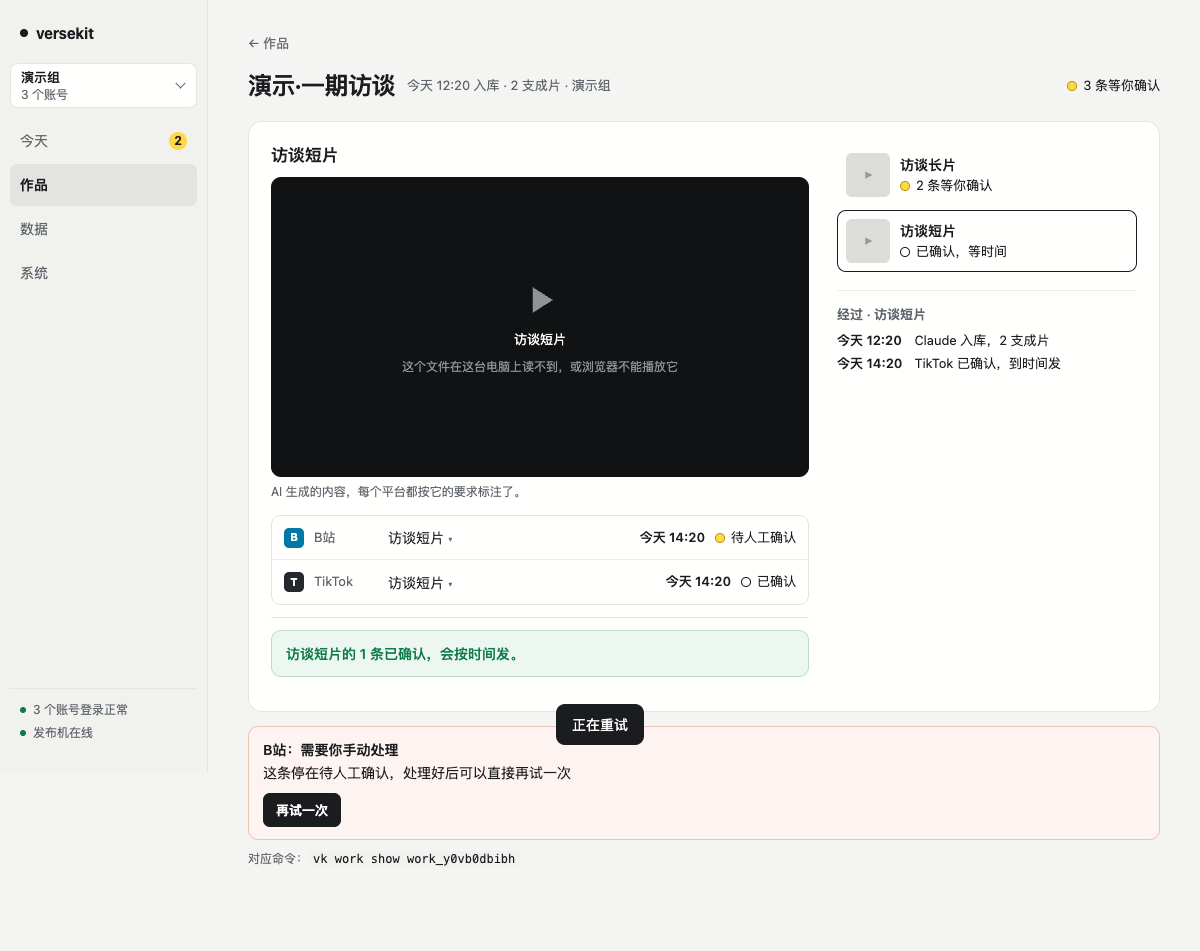 versekit
演示组
3 个账号
今天 2
作品
数据
系统
3 个账号登录正常
发布机在线
← 作品
演示·一期访谈 今天 12:20 入库 · 2 支成片 · 演示组
3 条等你确认
访谈短片
访谈短片
这个文件在这台电脑上读不到，或浏览器不能播放它
AI 生成的内容，每个平台都按它的要求标注了。
B B站 访谈短片 今天 14:20 待人工确认
T TikTok 访谈短片 今天 14:20 已确认
访谈短片的 1 条已确认，会按时间发。
访谈长片
2 条等你确认
访谈短片
已确认，等时间
经过 · 访谈短片
今天 12:20 Claude 入库，2 支成片
今天 14:20 TikTok 已确认，到时间发
正在重试
B站：需要你手动处理
这条停在待人工确认，处理好后可以直接再试一次
再试一次
对应命令： vk work show work_y0vb0dbibh